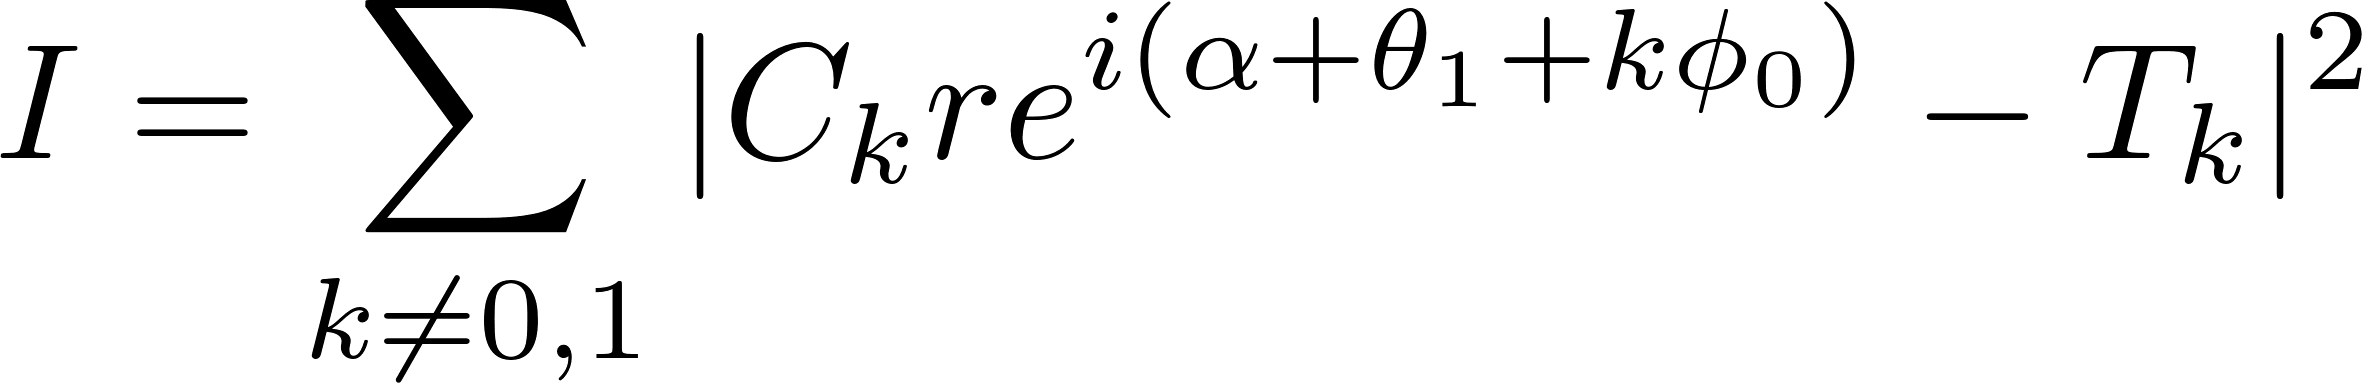 I = \sum_{k \neq 0,1} |C_k r e^{i(\alpha + \theta_1 + k\phi_0)} - T_k|^2